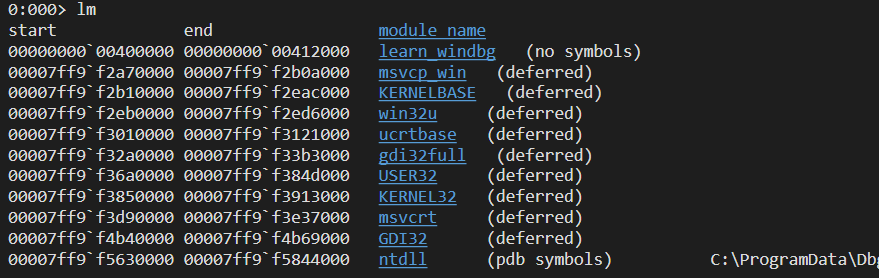 0:000> lm
start end module name
00000000`00400000 00000000`00412000 learn_windbg (no symbols)
00007ff9`f2a70000 00007ff9`f2b0a000 msvcp_win (deferred)
00007ff9`f2b10000 00007ff9`f2eac000 KERNELBASE (deferred)
00007ff9`f2eb0000 00007ff9`f2ed6000 win32u (deferred)
00007ff9`f3010000 00007ff9`f3121000 ucrtbase (deferred)
00007ff9`f32a0000 00007ff9`f33b3000 gdi32full (deferred)
00007ff9`f36a0000 00007ff9`f384d000 USER32 (deferred)
00007ff9`f3850000 00007ff9`f3913000 KERNEL32 (deferred)
00007ff9`f3d90000 00007ff9`f3e37000 msvcrt (deferred)
00007ff9`f4b40000 00007ff9`f4b69000 GDI32 (deferred)
00007ff9`f5630000 00007ff9`f5844000 ntdll (pdb symbols) C:\ProgramData\Dbg